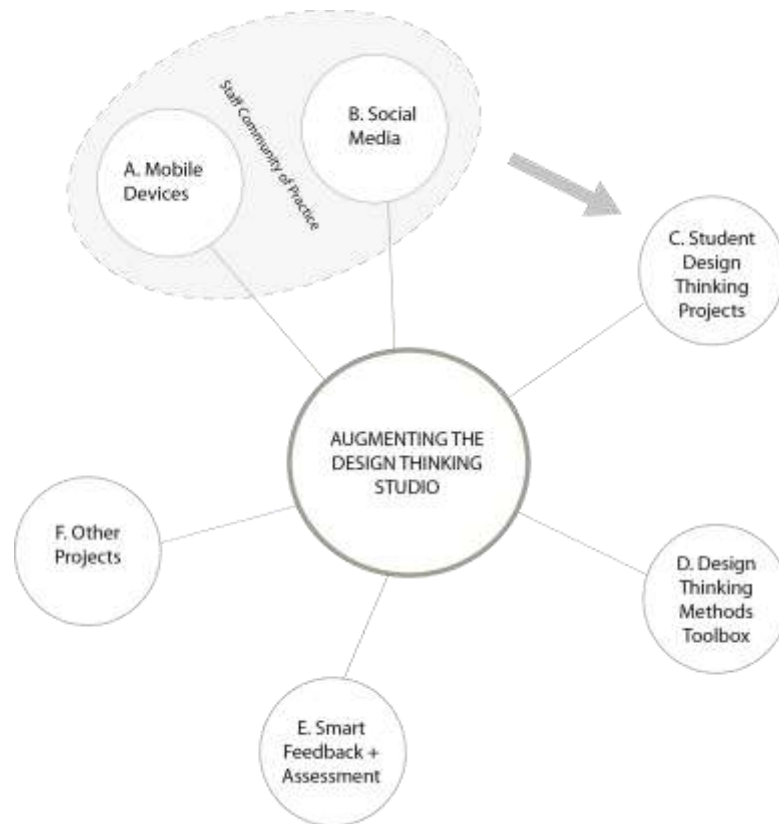 Staff Community of Practice
B. Social
Media
A. Mobile
Devices
C. Student
Design
Thinking
Projects
AUGMENTING THE
DESIGN THINKING
STUDIO
F. Other
Projects
D. Design
Thinking
Methods
Toolbox
E. Smart
Feedback +
Assessment